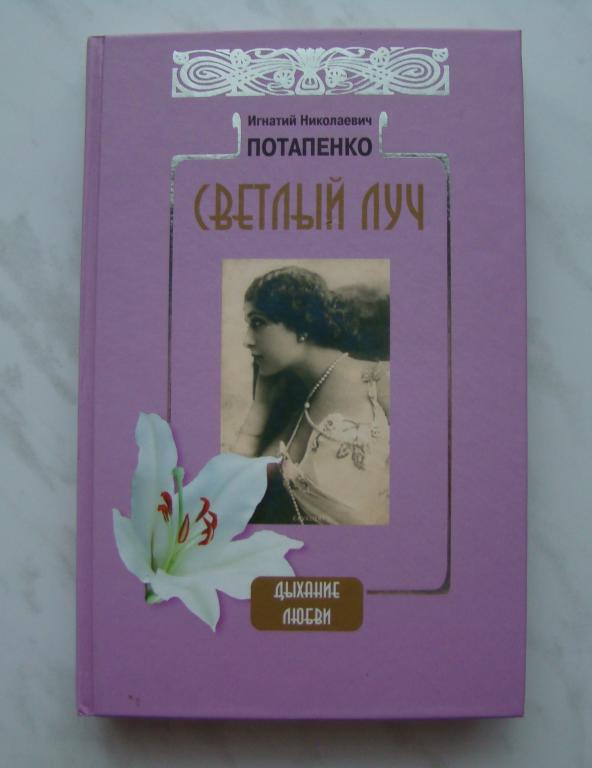 Игнатий Николаевич
ПОТАПЕНКО
СВЕТЛЫЙ ЛУЧ
ДЫХАНИЕ
ЛЮБВИ